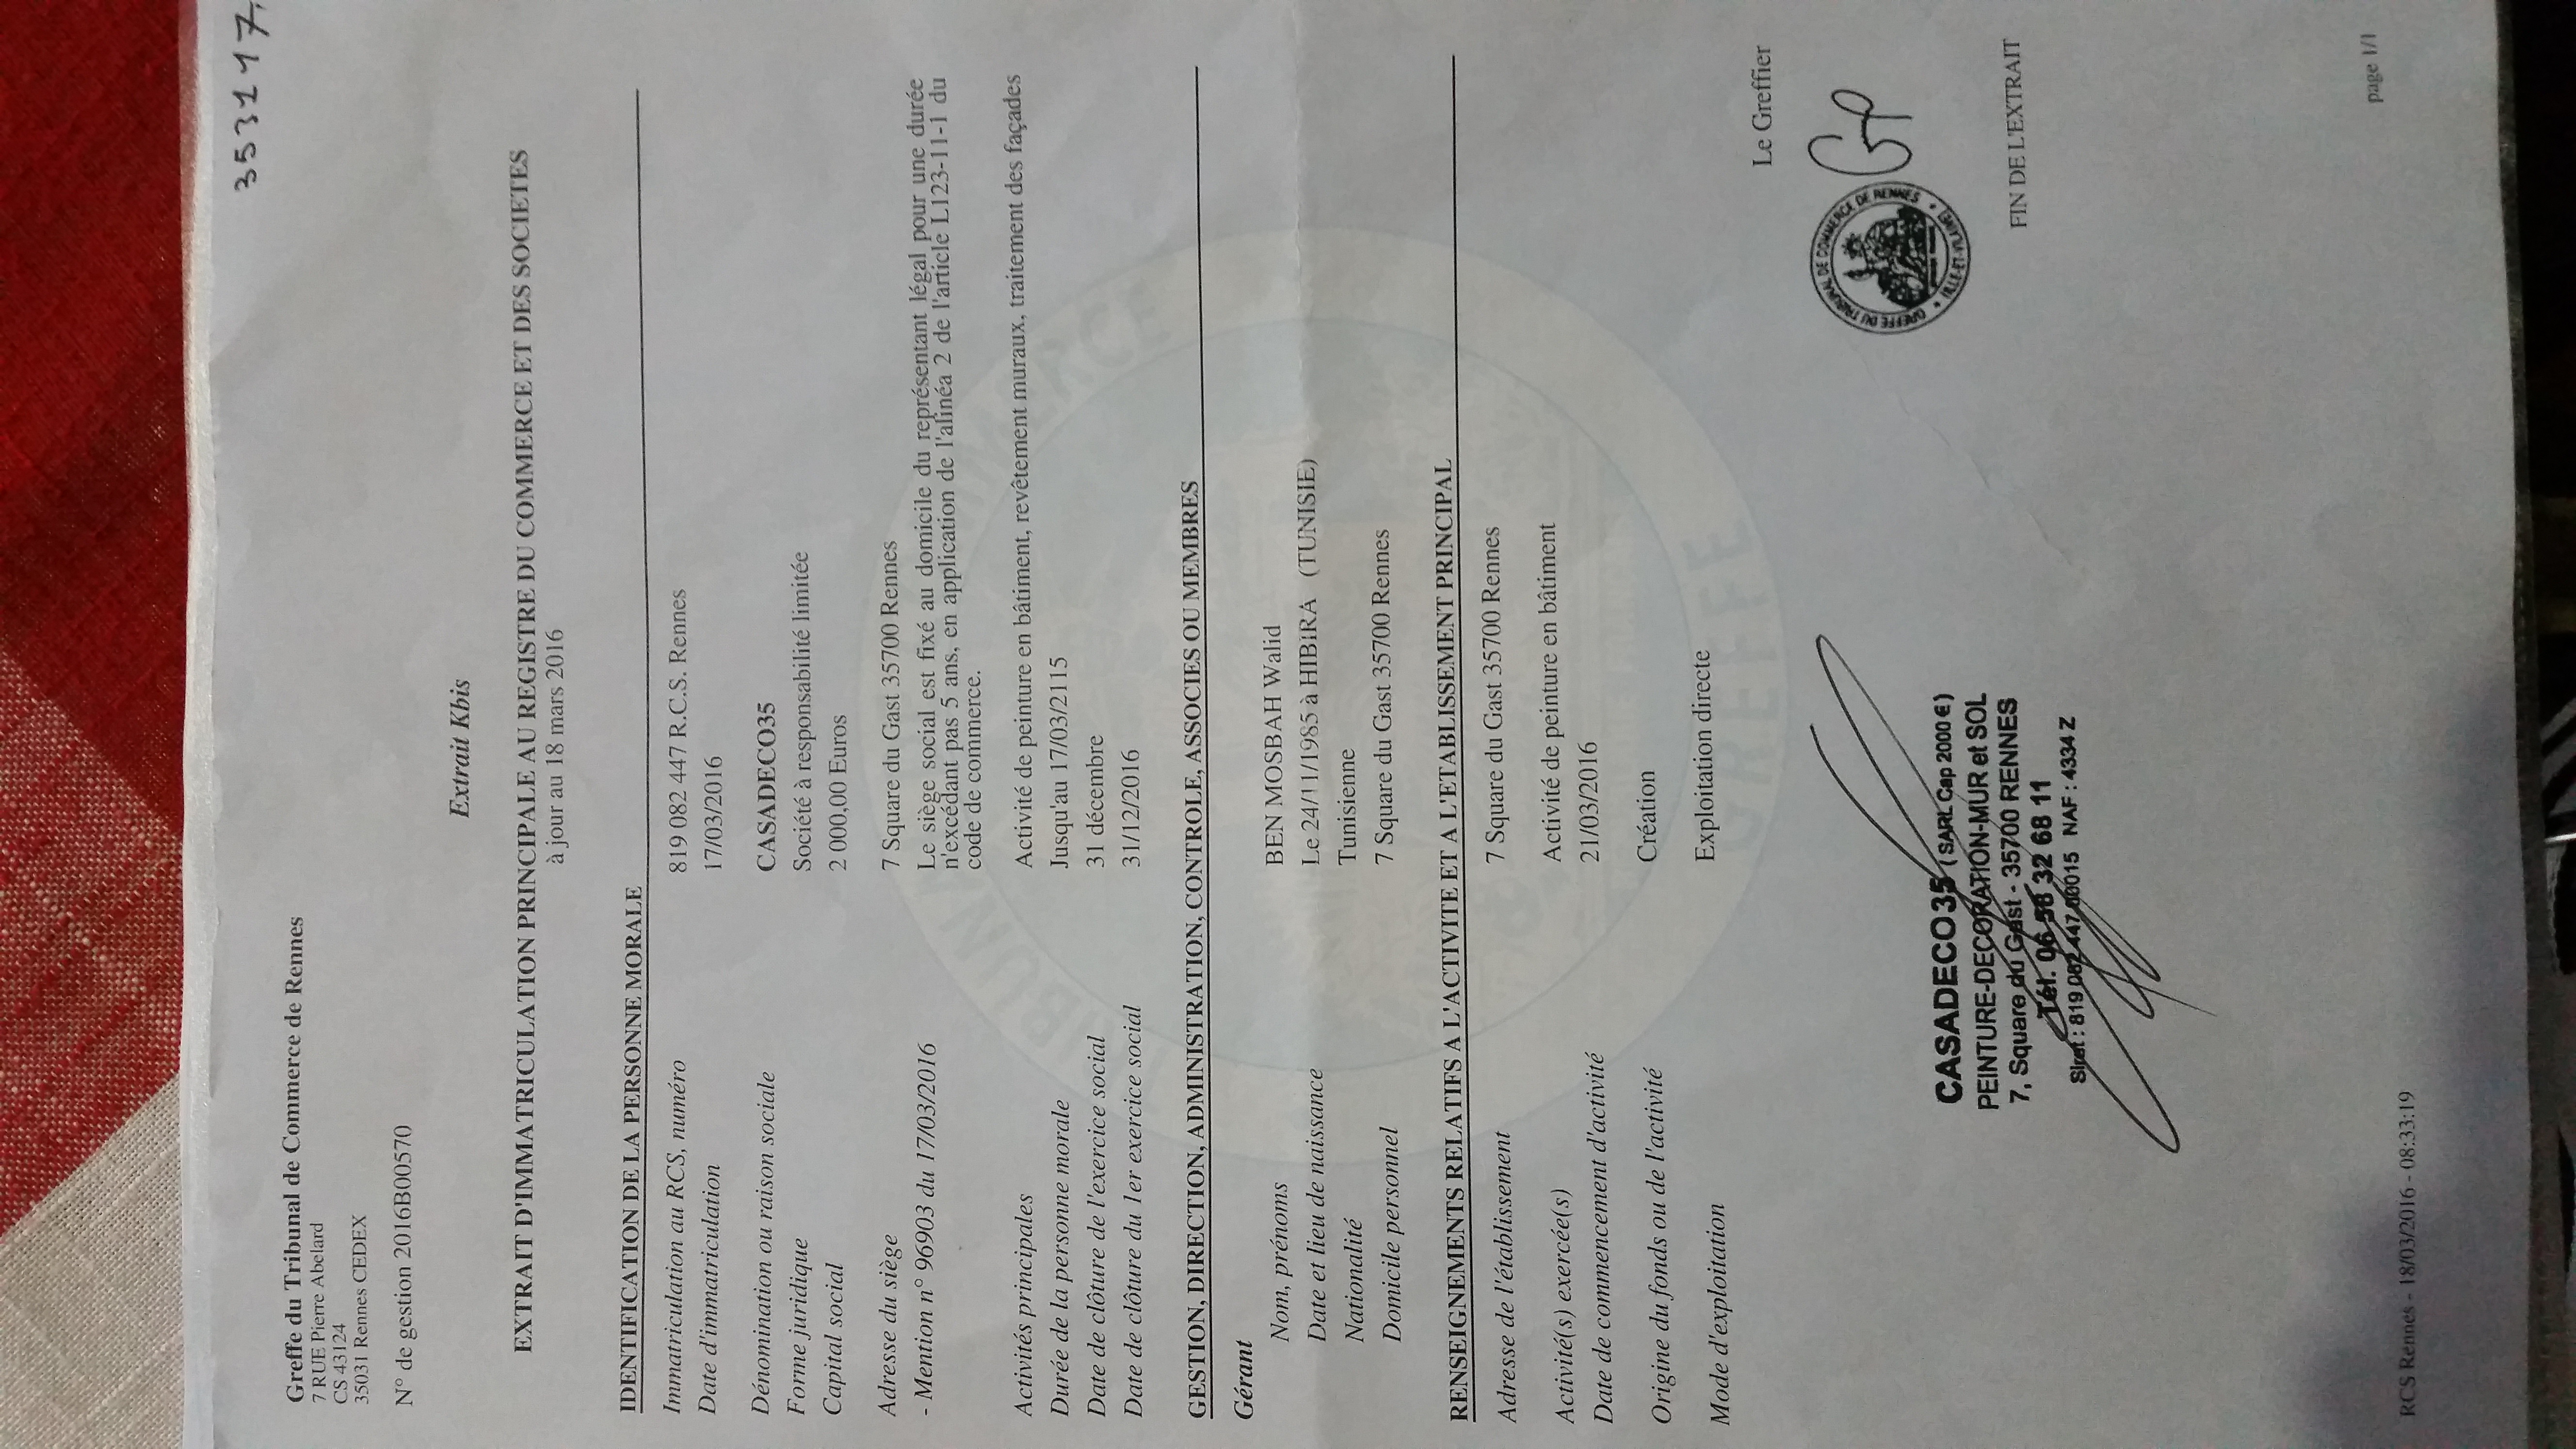 353117.
Greffe du Tribunal de Commerce de Rennes
7 RUE Pierre Abelard
CS 43124
35031 Rennes CEDEX
N° de gestion 2016B00570
Extrait Kbis
EXTRAIT D'IMMATRICULATION PRINCIPALE AU REGISTRE DU COMMERCE ET DES SOCIETES
à jour au 18 mars 2016
IDENTIFICATION DE LA PERSONNE MORALE
Immatriculation au RCS, numéro 819 082 447 R.C.S. Rennes
Date d'immatriculation 17/03/2016
Dénomination ou raison sociale CASADECO35
Forme juridique Société à responsabilité limitée
Capital social 2 000,00 Euros
Adresse du siège 7 Square du Gast 35700 Rennes
- Mention n° 96903 du 17/03/2016 Le siège social est fixé au domicile du représentant légal pour une durée
n'excédant pas 5 ans, en application de l'alinéa 2 de l'article L123-11-1 du
code de commerce.
Activités principales Activité de peinture en bâtiment, revêtement muraux, traitement des façades
Durée de la personne morale Jusqu'au 17/03/2115
Date de clôture de l'exercice social 31 décembre
Date de clôture du 1er exercice social 31/12/2016
GESTION, DIRECTION, ADMINISTRATION, CONTROLE, ASSOCIES OU MEMBRES
Gérant
Nom, prénoms BEN MOSBAH Walid
Date et lieu de naissance Le 24/11/1985 à HIBIRA (TUNISIE)
Nationalité Tunisienne
Domicile personnel 7 Square du Gast 35700 Rennes
RENSEIGNEMENTS RELATIFS A L'ACTIVITE ET A L'ETABLISSEMENT PRINCIPAL
Adresse de l'établissement 7 Square du Gast 35700 Rennes
Activité(s) exercée(s) Activité de peinture en bâtiment
Date de commencement d'activité 21/03/2016
Origine du fonds ou de l'activité Création
Mode d'exploitation Exploitation directe
GREFFE
Le Greffier
GREFFE DU TRIBUNAL DE COMMERCE DE RENNES
(ILLE-ET-VILAINE)
CASADECO35 (SARL Cap 2000 €)
PEINTURE-DECORATION-MUR et SOL
7, Square du Gast - 35700 RENNES
Tél. 06 58 32 68 11
Siret : 819 082 447 00015 NAF : 4334 Z
FIN DE L'EXTRAIT
page 1/1
RCS Rennes - 18/03/2016 - 08:33:19